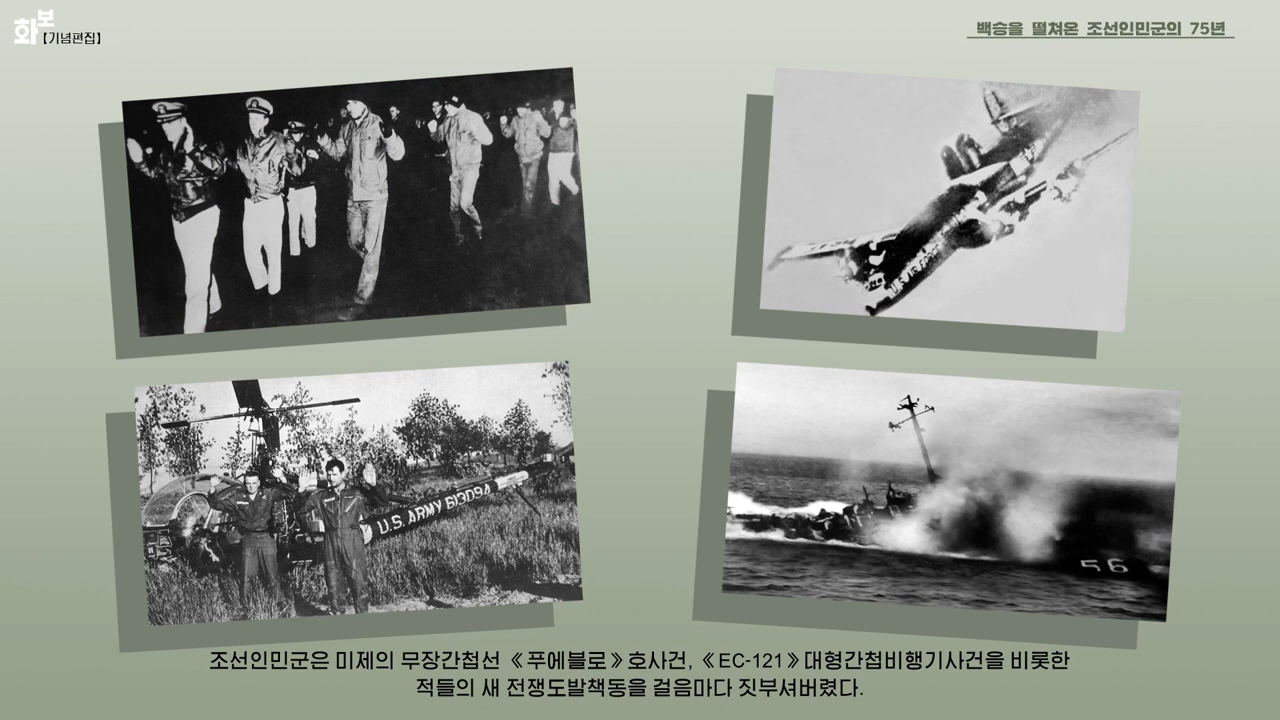 화보
【기념편집】
백승을 떨쳐온 조선인민군의 75년
U.S. AIR FORCE
U.S. ARMY 613094
56
조선인민군은 미제의 무장간첩선 《푸에블로》호사건, 《EC-121》대형간첩비행기사건을 비롯한
적들의 새 전쟁도발책동을 걸음마다 짓부셔버렸다.